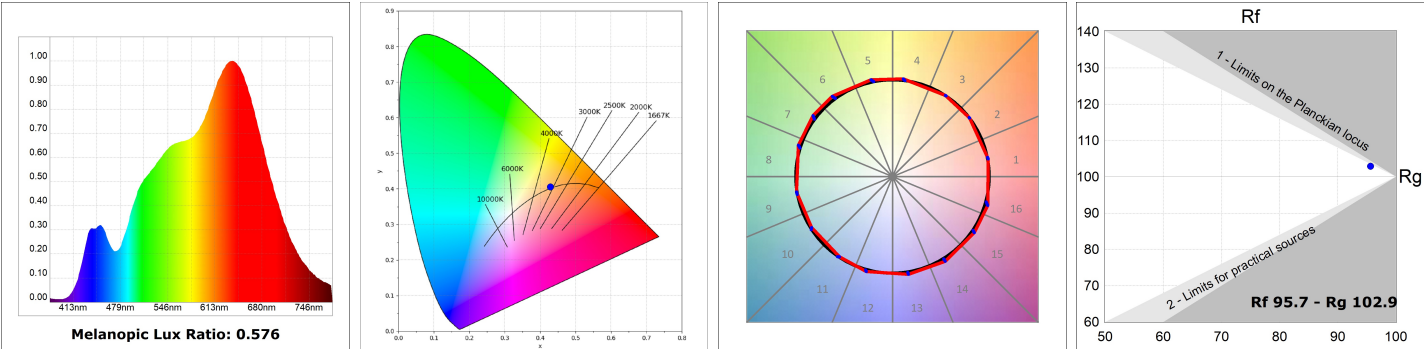 1.00
0.90
0.80
0.70
0.60
0.50
0.40
0.30
0.20
0.10
0.00
413nm 479nm 546nm 613nm 680nm 746nm
Melanopic Lux Ratio: 0.576
0.9
0.8
0.7
0.6
0.5
0.4
0.3
0.2
0.1
0.0
y
0.0 0.1 0.2 0.3 0.4 0.5 0.6 0.7 0.8
x
10000K
6000K
4000K
3000K
2500K
2000K
1667K
1
2
3
4
5
6
7
8
9
10
11
12
13
14
15
16
Rf
140
130
120
110
100
90
80
70
60
50 60 70 80 90 100
Rg
1 - Limits on the Planckian locus
2 - Limits for practical sources
Rf 95.7 - Rg 102.9